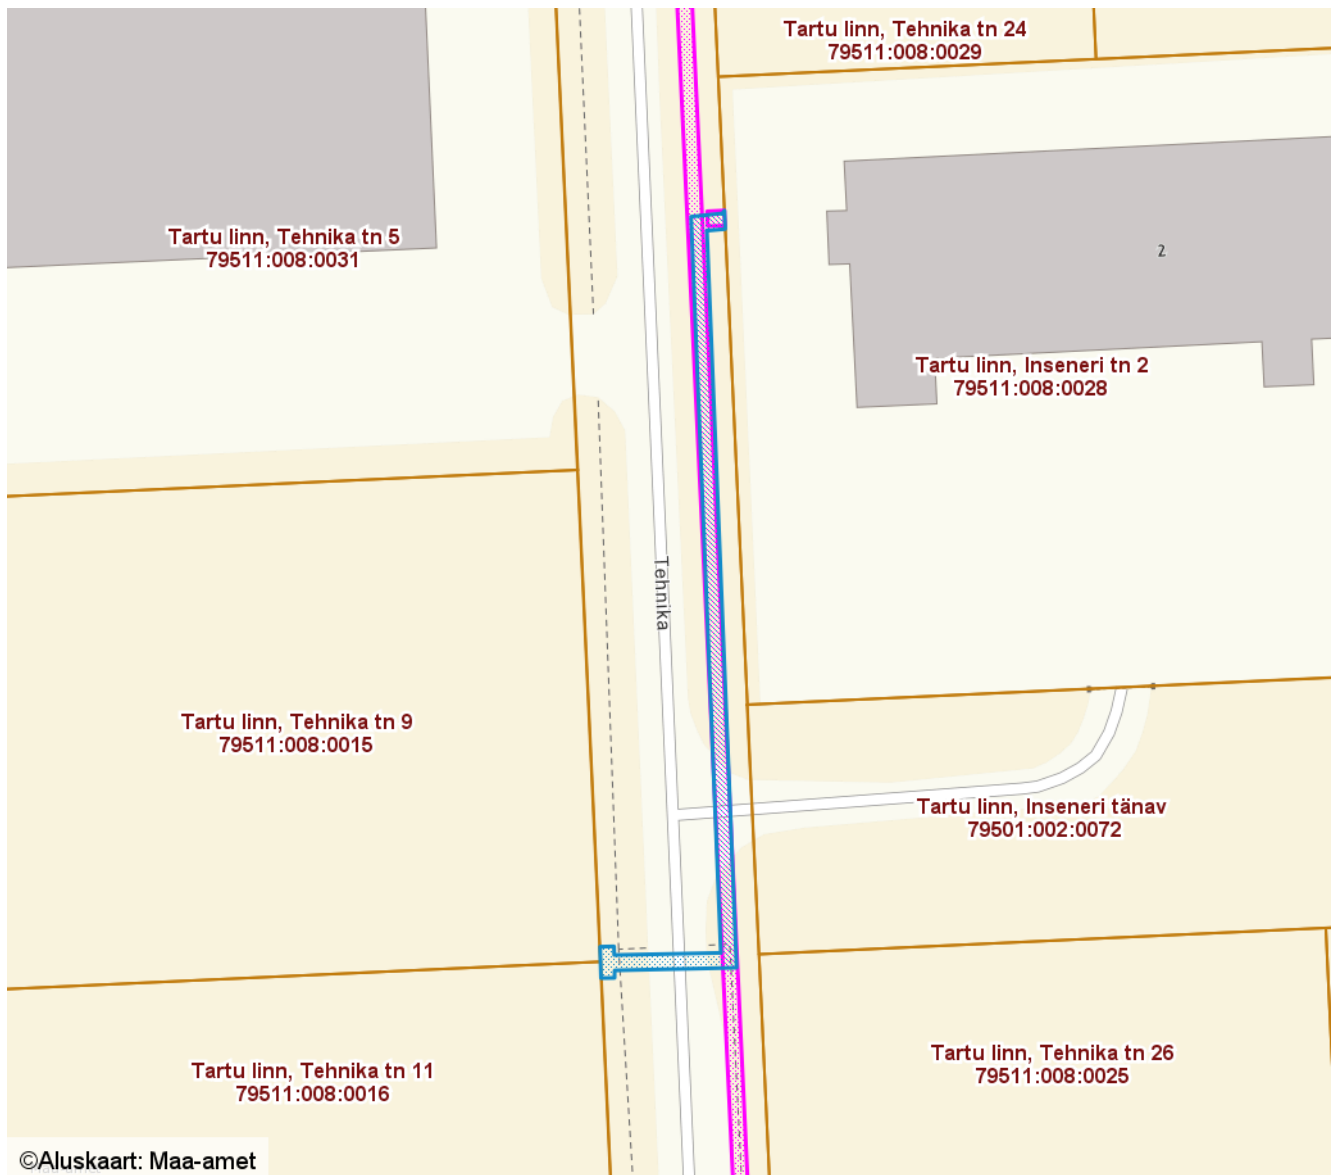 Tartu linn, Tehnika tn 24
79511:008:0029
Tartu linn, Tehnika tn 5
79511:008:0031
2
Tartu linn, Inseneri tn 2
79511:008:0028
Tehnika
Tartu linn, Tehnika tn 9
79511:008:0015
Tartu linn, Inseneri tänav
79501:002:0072
Tartu linn, Tehnika tn 11
79511:008:0016
Tartu linn, Tehnika tn 26
79511:008:0025
©Aluskaart: Maa-amet